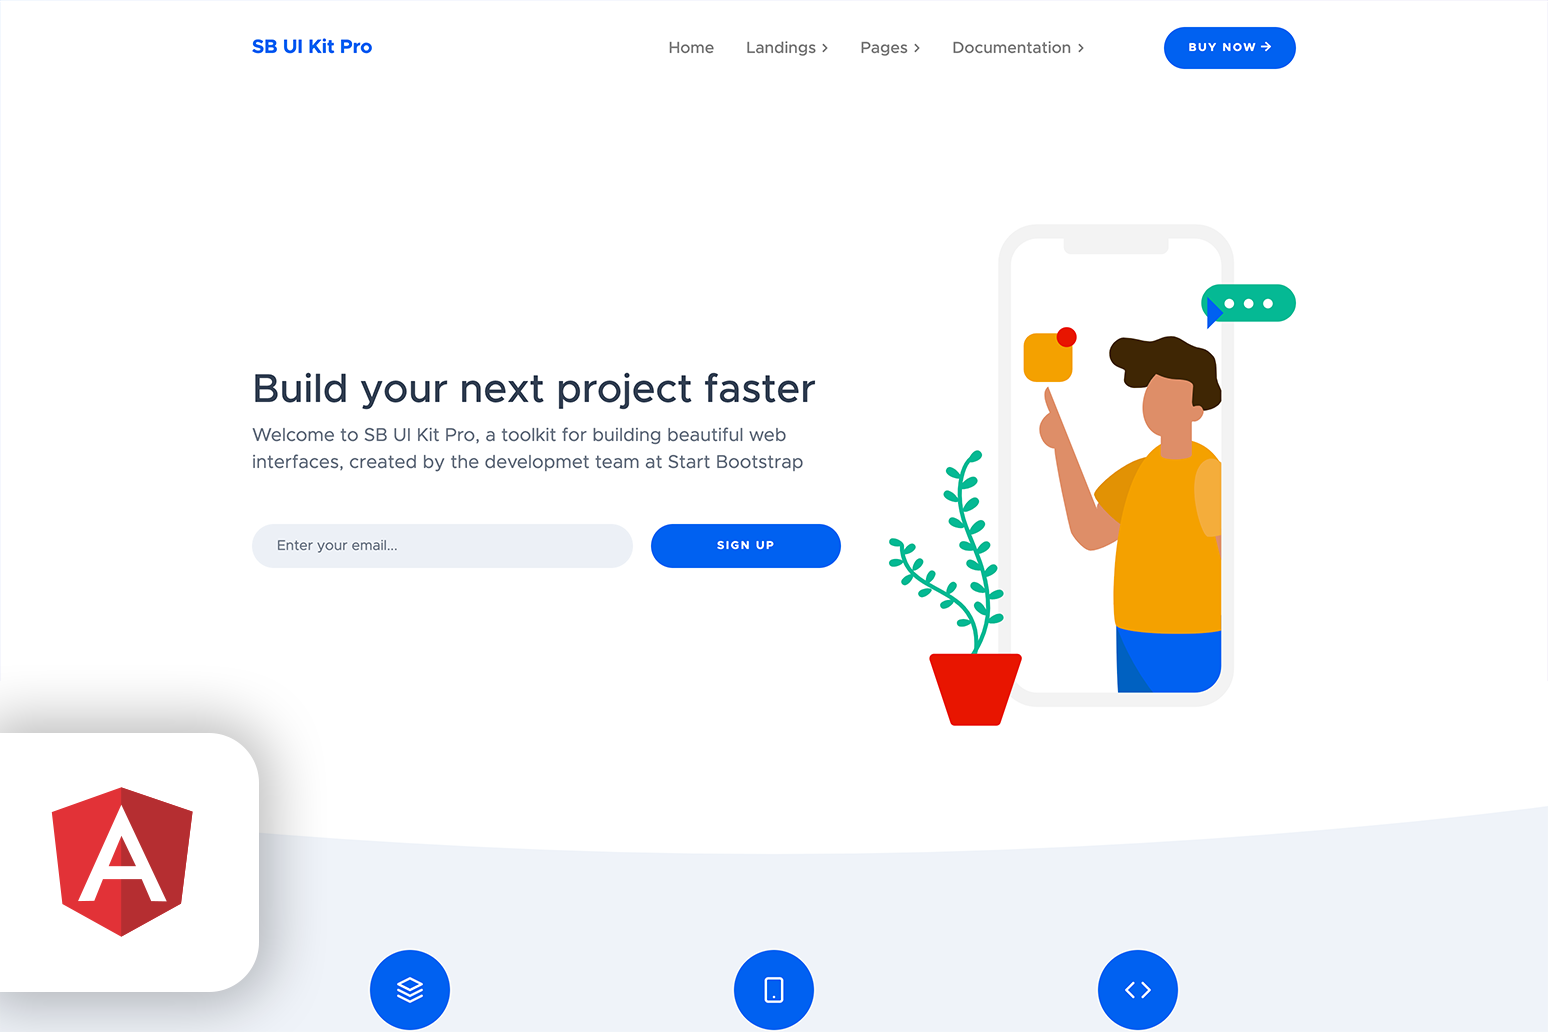 SB UI Kit Pro
Home
Landings
Pages
Documentation
BUY NOW
Build your next project faster
Welcome to SB UI Kit Pro, a toolkit for building beautiful web
interfaces, created by the developmet team at Start Bootstrap
Enter your email...
SIGN UP
A